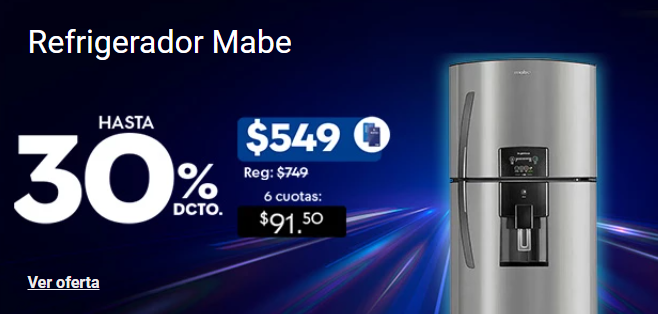 Refrigerador Mabe
HASTA
30%
DCTO.
$549
Reg: $749
6 cuotas:
$91.50
Ver oferta